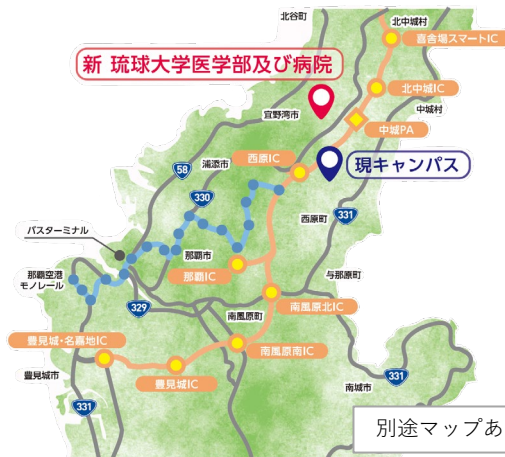 北谷町
北中城村
喜舎場スマートIC
新 琉球大学医学部及び病院
北中城IC
中城村
宜野湾市
中城PA
58
浦添市
西原IC
現キャンパス
330
西原町
331
バスターミナル
那覇市
那覇IC
与那原町
那覇空港
モノレール
329
南風原町
南風原北IC
豊見城・名嘉地IC
南風原南IC
豊見城市
豊見城IC
331
南城市
331
別途マップあ